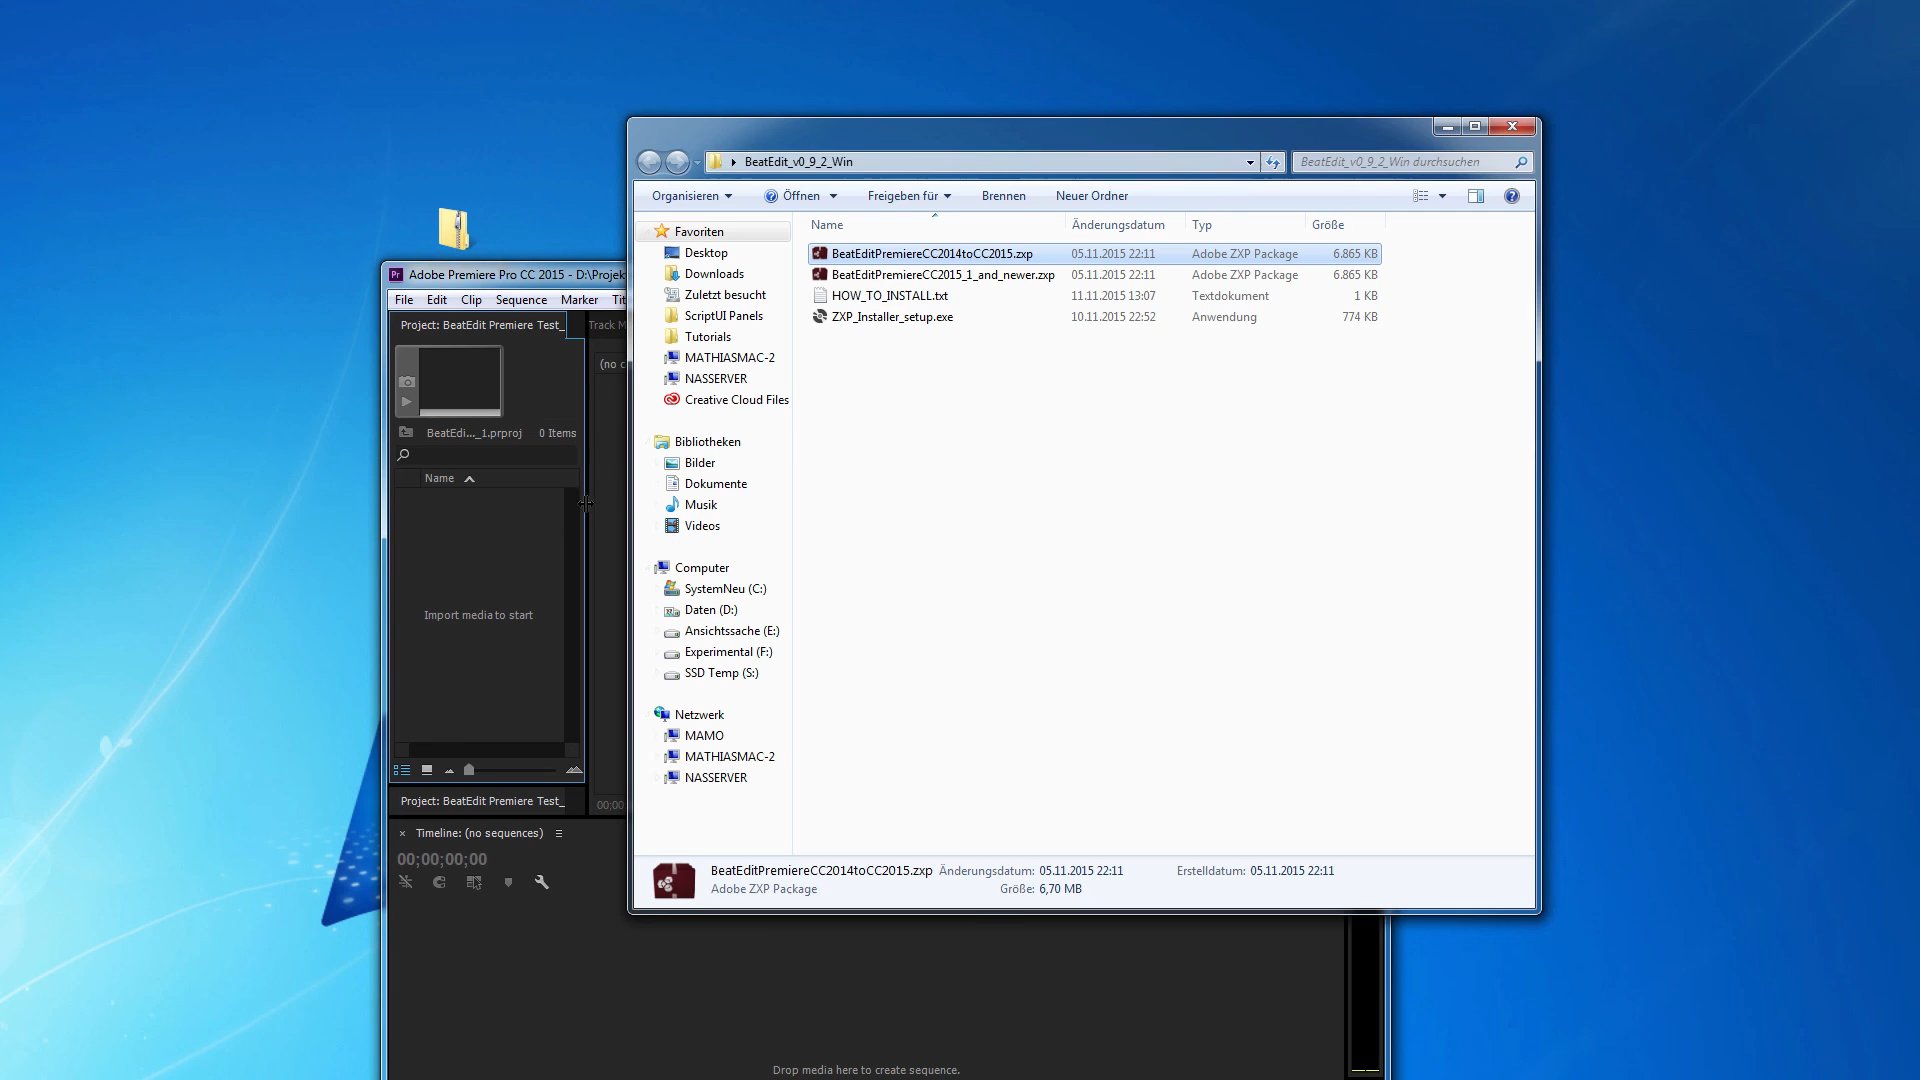 BeatEdit_v0_9_2_Win
BeatEdit_v0_9_2_Win durchsuchen
Organisieren
Öffnen
Freigeben für
Brennen
Neuer Ordner
Favoriten
Desktop
Downloads
Zuletzt besucht
ScriptUI Panels
Tutorials
MATHIASMAC-2
NASSERVER
Creative Cloud Files
Bibliotheken
Bilder
Dokumente
Musik
Videos
Computer
SystemNeu (C:)
Daten (D:)
Ansichtssache (E:)
Experimental (F:)
SSD Temp (S:)
Netzwerk
MAMO
MATHIASMAC-2
NASSERVER
Name Änderungsdatum Typ Größe
BeatEditPremiereCC2014toCC2015.zxp 05.11.2015 22:11 Adobe ZXP Package 6.865 KB
BeatEditPremiereCC2015_1_and_newer.zxp 05.11.2015 22:11 Adobe ZXP Package 6.865 KB
HOW_TO_INSTALL.txt 11.11.2015 13:07 Textdokument 1 KB
ZXP_Installer_setup.exe 10.11.2015 22:52 Anwendung 774 KB
BeatEditPremiereCC2014toCC2015.zxp Änderungsdatum: 05.11.2015 22:11 Erstelldatum: 05.11.2015 22:11
Adobe ZXP Package Größe: 6,70 MB
Adobe Premiere Pro CC 2015 - D:\Projek
File Edit Clip Sequence Marker Tit
Project: BeatEdit Premiere Test_
Track M
(no c
BeatEdi..._1.prproj 0 Items
Name
Import media to start
00;00
Project: BeatEdit Premiere Test_
× Timeline: (no sequences)
00;00;00;00
Drop media here to create sequence.